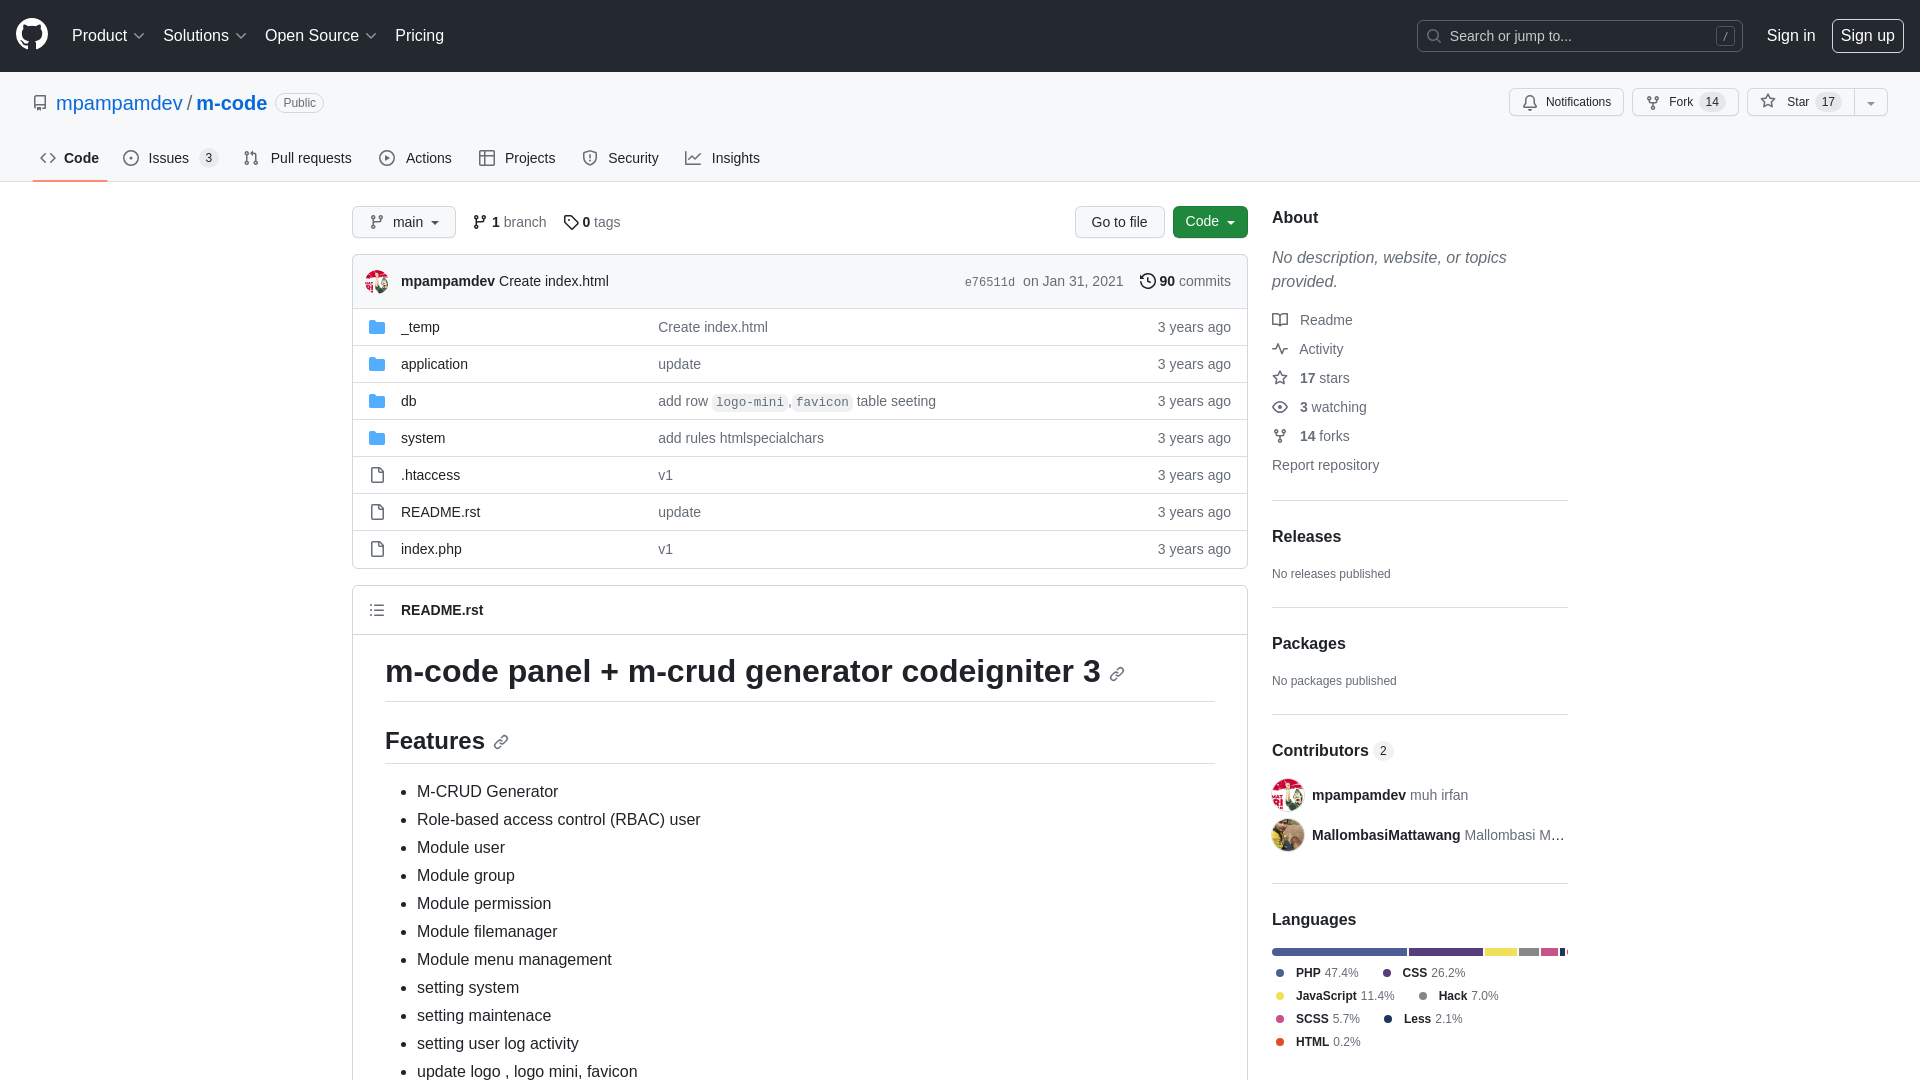 Product Solutions Open Source Pricing Search or jump to... / Sign in Sign up
mpampamdev / m-code Public Notifications Fork 14 Star 17
Code Issues 3 Pull requests Actions Projects Security Insights
main 1 branch 0 tags Go to file Code
mpampamdev Create index.html e76511d on Jan 31, 2021 90 commits
_temp Create index.html 3 years ago
application update 3 years ago
db add row logo-mini,favicon table seeting 3 years ago
system add rules htmlspecialchars 3 years ago
.htaccess v1 3 years ago
README.rst update 3 years ago
index.php v1 3 years ago
README.rst
m-code panel + m-crud generator codeigniter 3
Features
M-CRUD Generator
Role-based access control (RBAC) user
Module user
Module group
Module permission
Module filemanager
Module menu management
setting system
setting maintenace
setting user log activity
update logo , logo mini, favicon
About
No description, website, or topics
provided.
Readme
Activity
17 stars
3 watching
14 forks
Report repository
Releases
No releases published
Packages
No packages published
Contributors 2
mpampamdev muh irfan
MallombasiMattawang Mallombasi M...
Languages
PHP 47.4% CSS 26.2%
JavaScript 11.4% Hack 7.0%
SCSS 5.7% Less 2.1%
HTML 0.2%